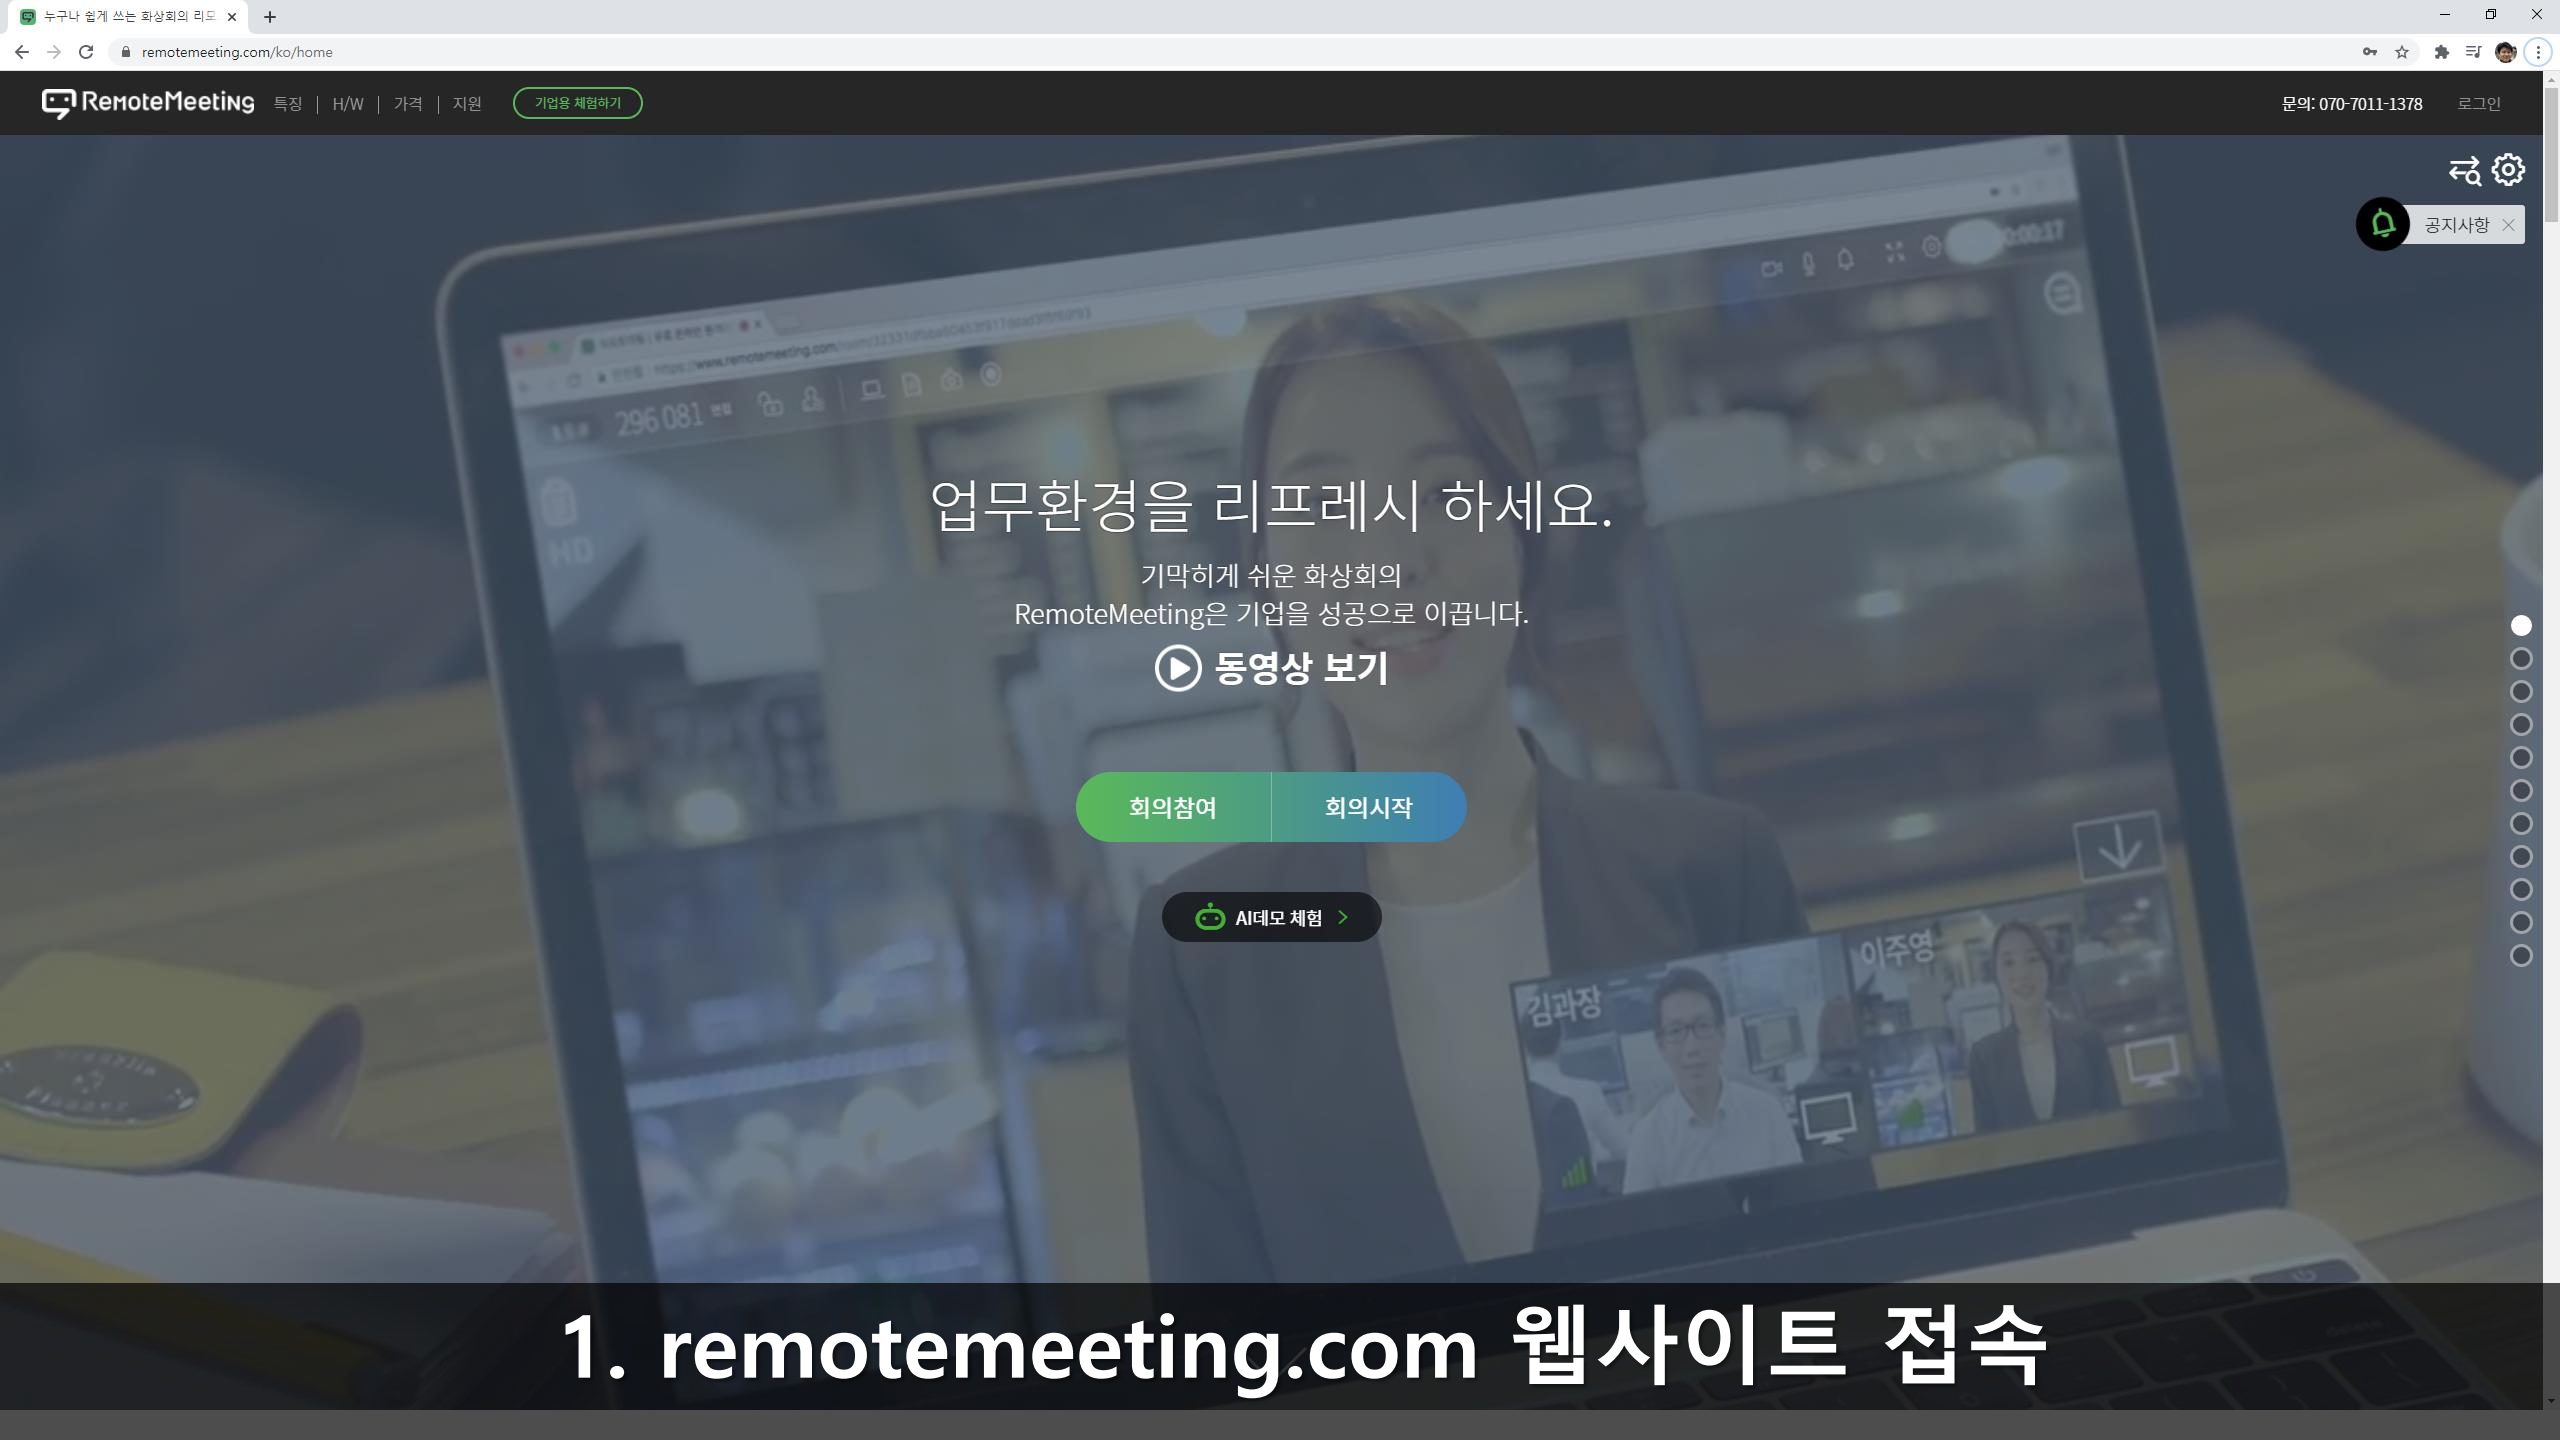 누구나 쉽게 쓰는 화상회의 리모
remotemeeting.com/ko/home
RemoteMeeting 특징 | H/W | 가격 | 지원 기업용 체험하기 문의: 070-7011-1378 로그인
공지사항
296 081
HD
업무환경을 리프레시 하세요.
기막히게 쉬운 화상회의
RemoteMeeting은 기업을 성공으로 이끕니다.
동영상 보기
회의참여 회의시작
AI데모 체험
김과장 이주영
1. remotemeeting.com 웹사이트 접속